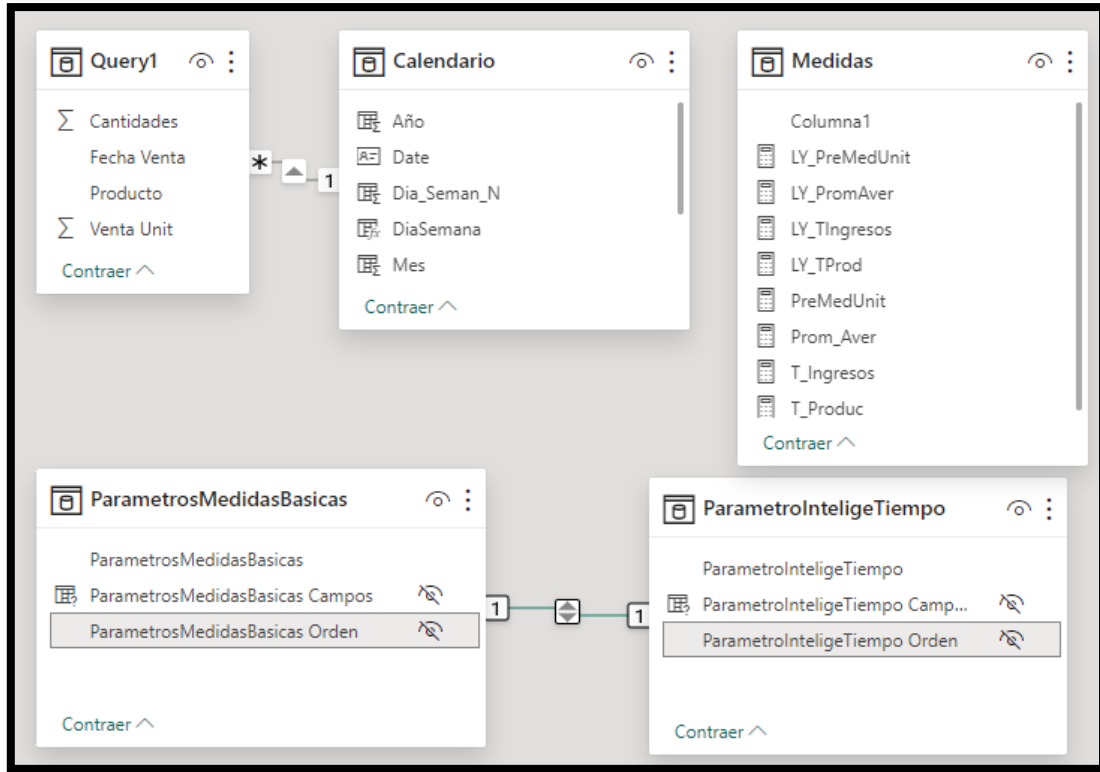 Query1
Σ Cantidades
Fecha Venta
Producto
Σ Venta Unit
Contraer
*
1
Calendario
Año
Date
Dia_Seman_N
DiaSemana
Mes
Contraer
Medidas
Columna1
LY_PreMedUnit
LY_PromAver
LY_TIngresos
LY_TProd
PreMedUnit
Prom_Aver
T_Ingresos
T_Produc
Contraer
ParametrosMedidasBasicas
ParametrosMedidasBasicas
ParametrosMedidasBasicas Campos
ParametrosMedidasBasicas Orden
Contraer
1
1
ParametroInteligeTiempo
ParametroInteligeTiempo
ParametroInteligeTiempo Camp...
ParametroInteligeTiempo Orden
Contraer